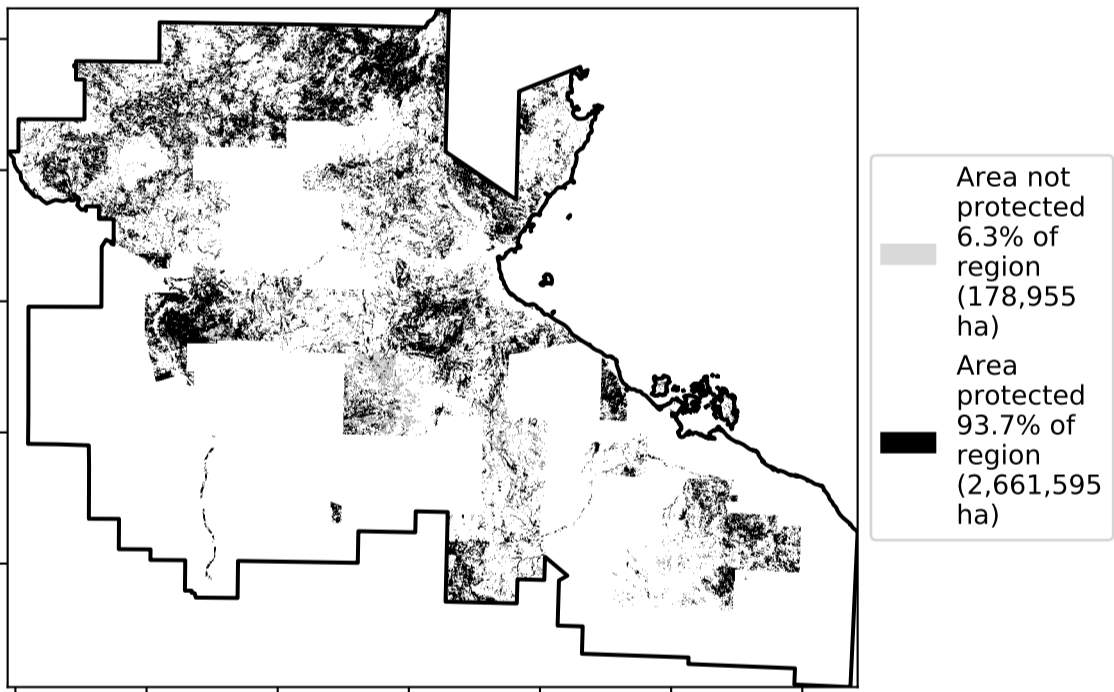 Area not
protected
6.3% of
region
(178,955
ha)
Area
protected
93.7% of
region
(2,661,595
ha)